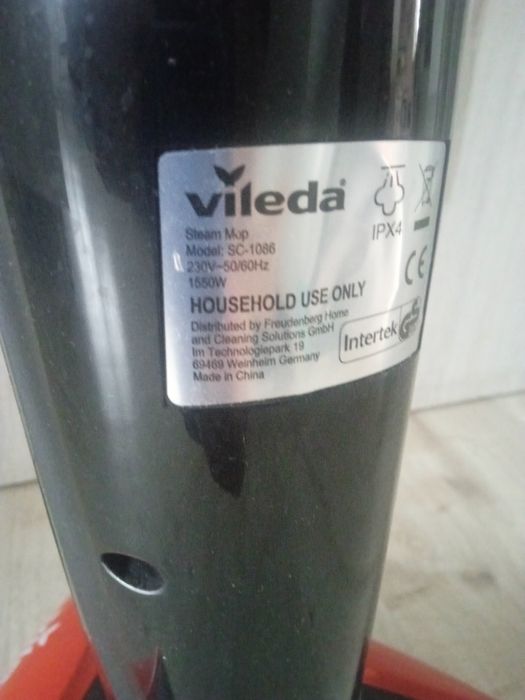 vileda
Steam Mop
Model: SC-1086
230V~50/60Hz
1550W
IPX4
CE
HOUSEHOLD USE ONLY
Distributed by Freudenberg Home
and Cleaning Solutions GmbH
Im Technologiepark 19
69469 Weinheim Germany
Made in China
Intertek GS